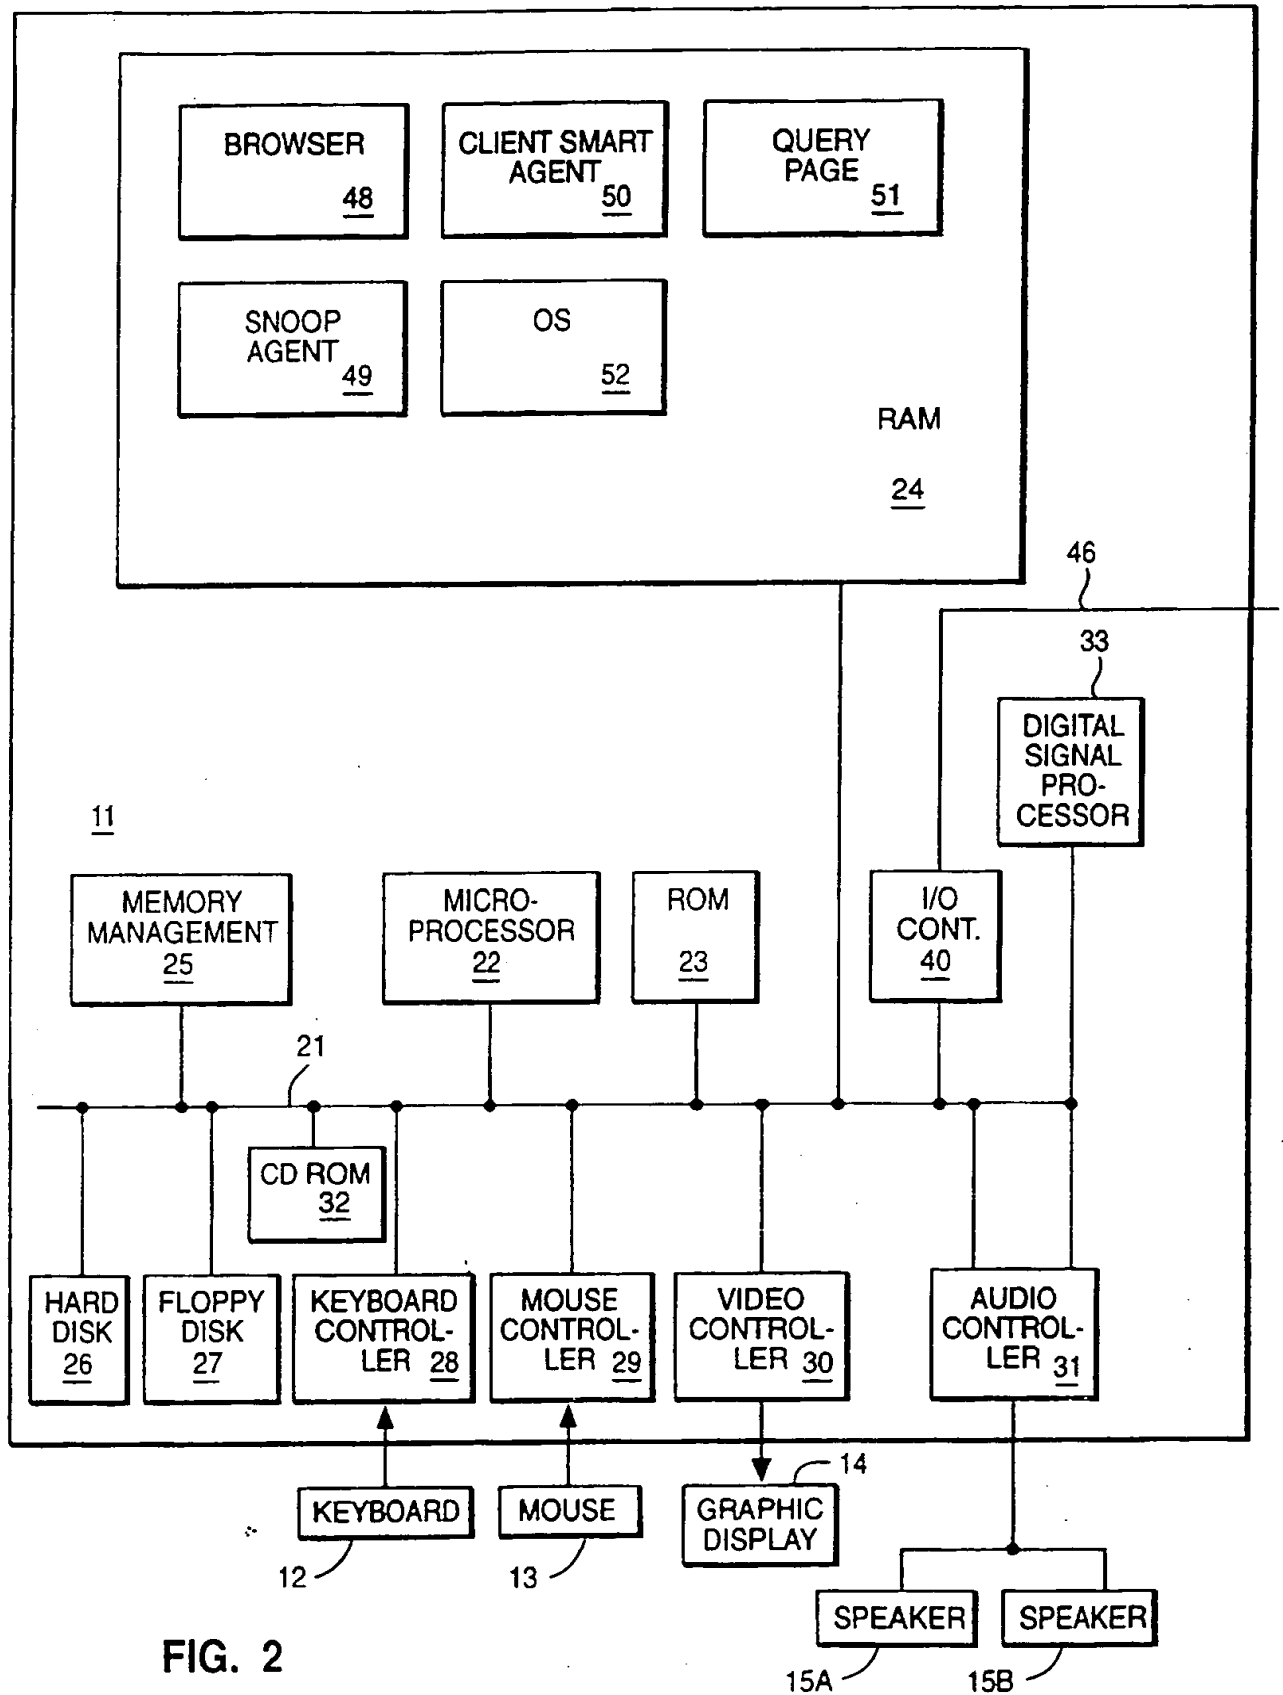 BROWSER
48
CLIENT SMART
AGENT
50
QUERY
PAGE
51
SNOOP
AGENT
49
OS
52
RAM
24
46
33
DIGITAL
SIGNAL
PRO-
CESSOR
11
MEMORY
MANAGEMENT
25
MICRO-
PROCESSOR
22
ROM
23
I/O
CONT.
40
21
CD ROM
32
HARD
DISK
26
FLOPPY
DISK
27
KEYBOARD
CONTROL-
LER 28
MOUSE
CONTROL-
LER 29
VIDEO
CONTROL-
LER 30
AUDIO
CONTROL-
LER 31
KEYBOARD
12
MOUSE
13
14
GRAPHIC
DISPLAY
SPEAKER
15A
SPEAKER
15B
FIG. 2